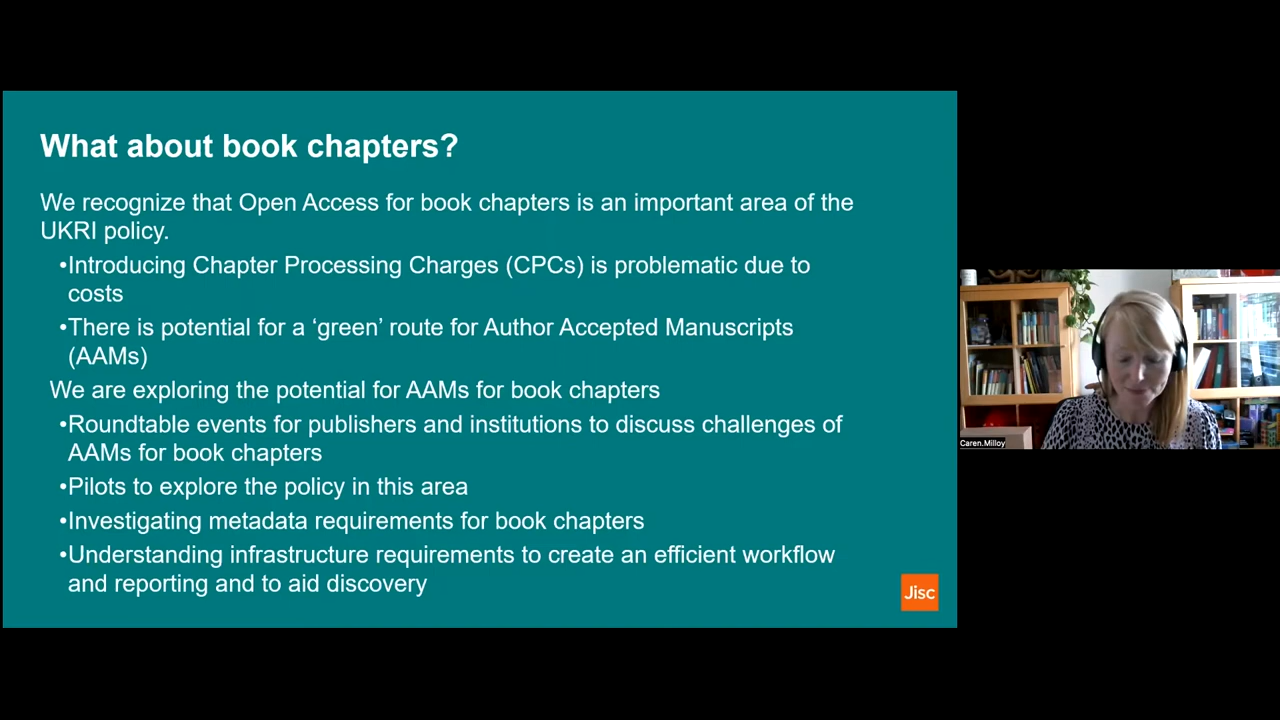 What about book chapters?
We recognize that Open Access for book chapters is an important area of the
UKRI policy.
•Introducing Chapter Processing Charges (CPCs) is problematic due to
costs
•There is potential for a ‘green’ route for Author Accepted Manuscripts
(AAMs)
We are exploring the potential for AAMs for book chapters
•Roundtable events for publishers and institutions to discuss challenges of
AAMs for book chapters
•Pilots to explore the policy in this area
•Investigating metadata requirements for book chapters
•Understanding infrastructure requirements to create an efficient workflow
and reporting and to aid discovery
Jisc
Caren.Milloy